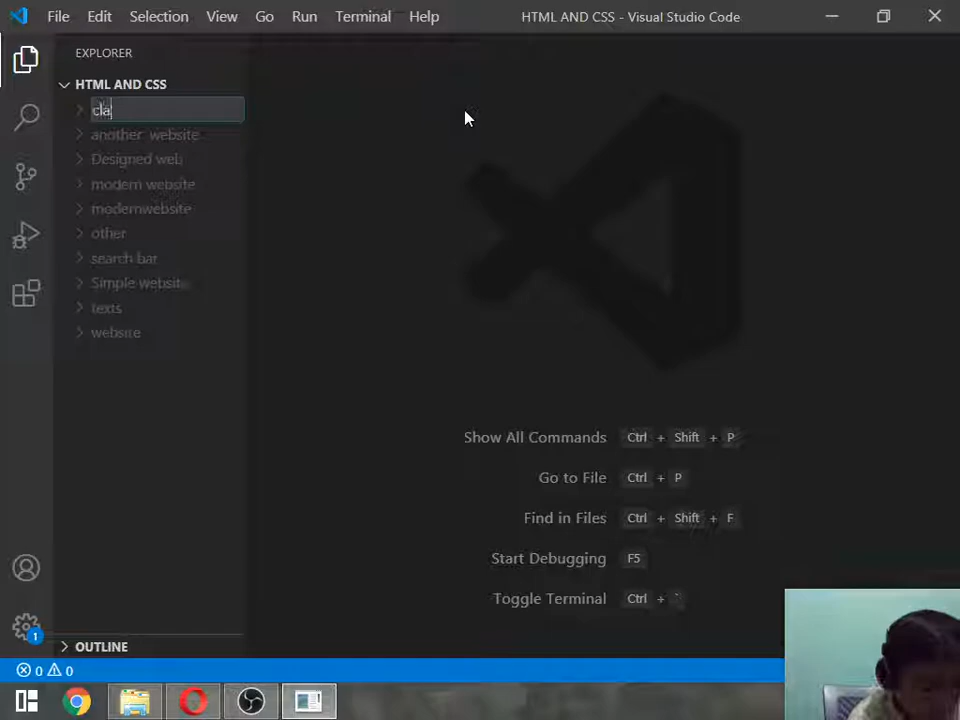 File Edit Selection View Go Run Terminal Help HTML AND CSS - Visual Studio Code
EXPLORER
HTML AND CSS
cla
another website
Designed web
modern website
modernwebsite
other
search bar
Simple websit
texts
website
Show All Commands Ctrl + Shift + P
Go to File Ctrl + P
Find in Files Ctrl + Shift + F
Start Debugging F5
Toggle Terminal Ctrl + `
1
OUTLINE
0 0